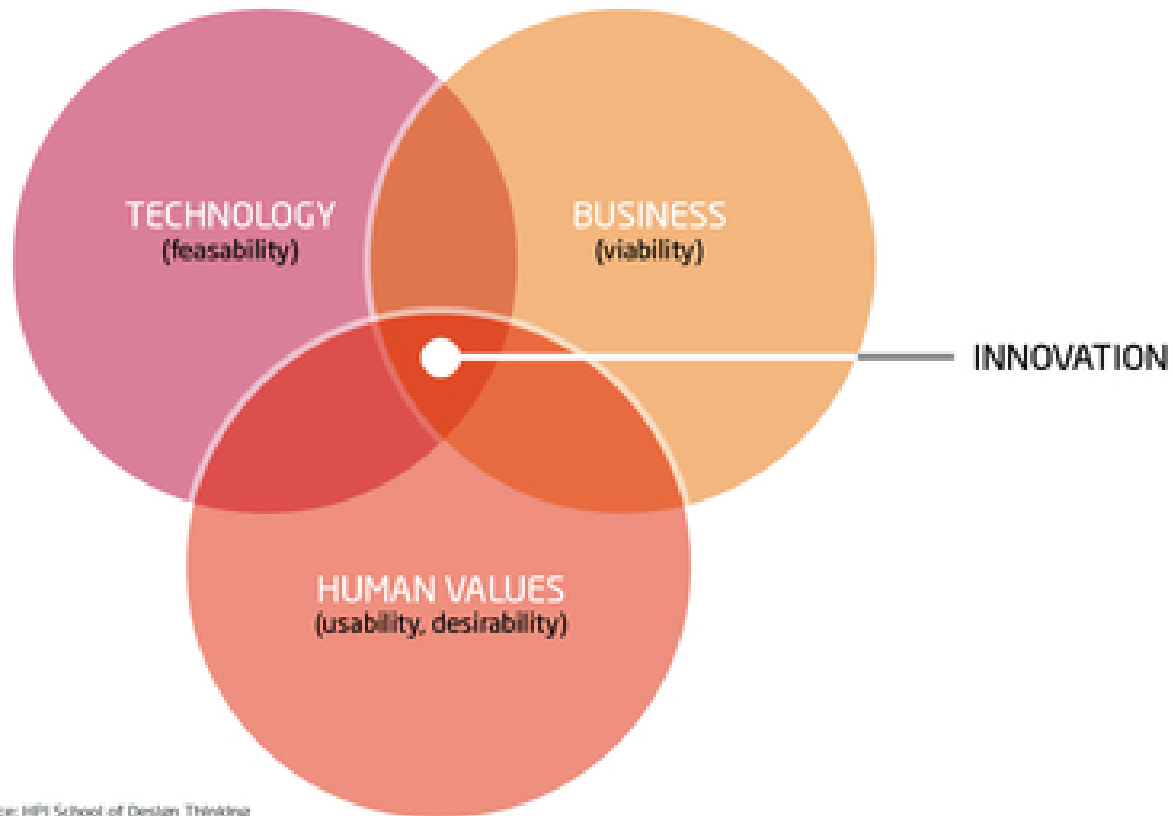 TECHNOLOGY
(feasability)
BUSINESS
(viability)
INNOVATION
HUMAN VALUES
(usability, desirability)
HPI School of Design Thinking